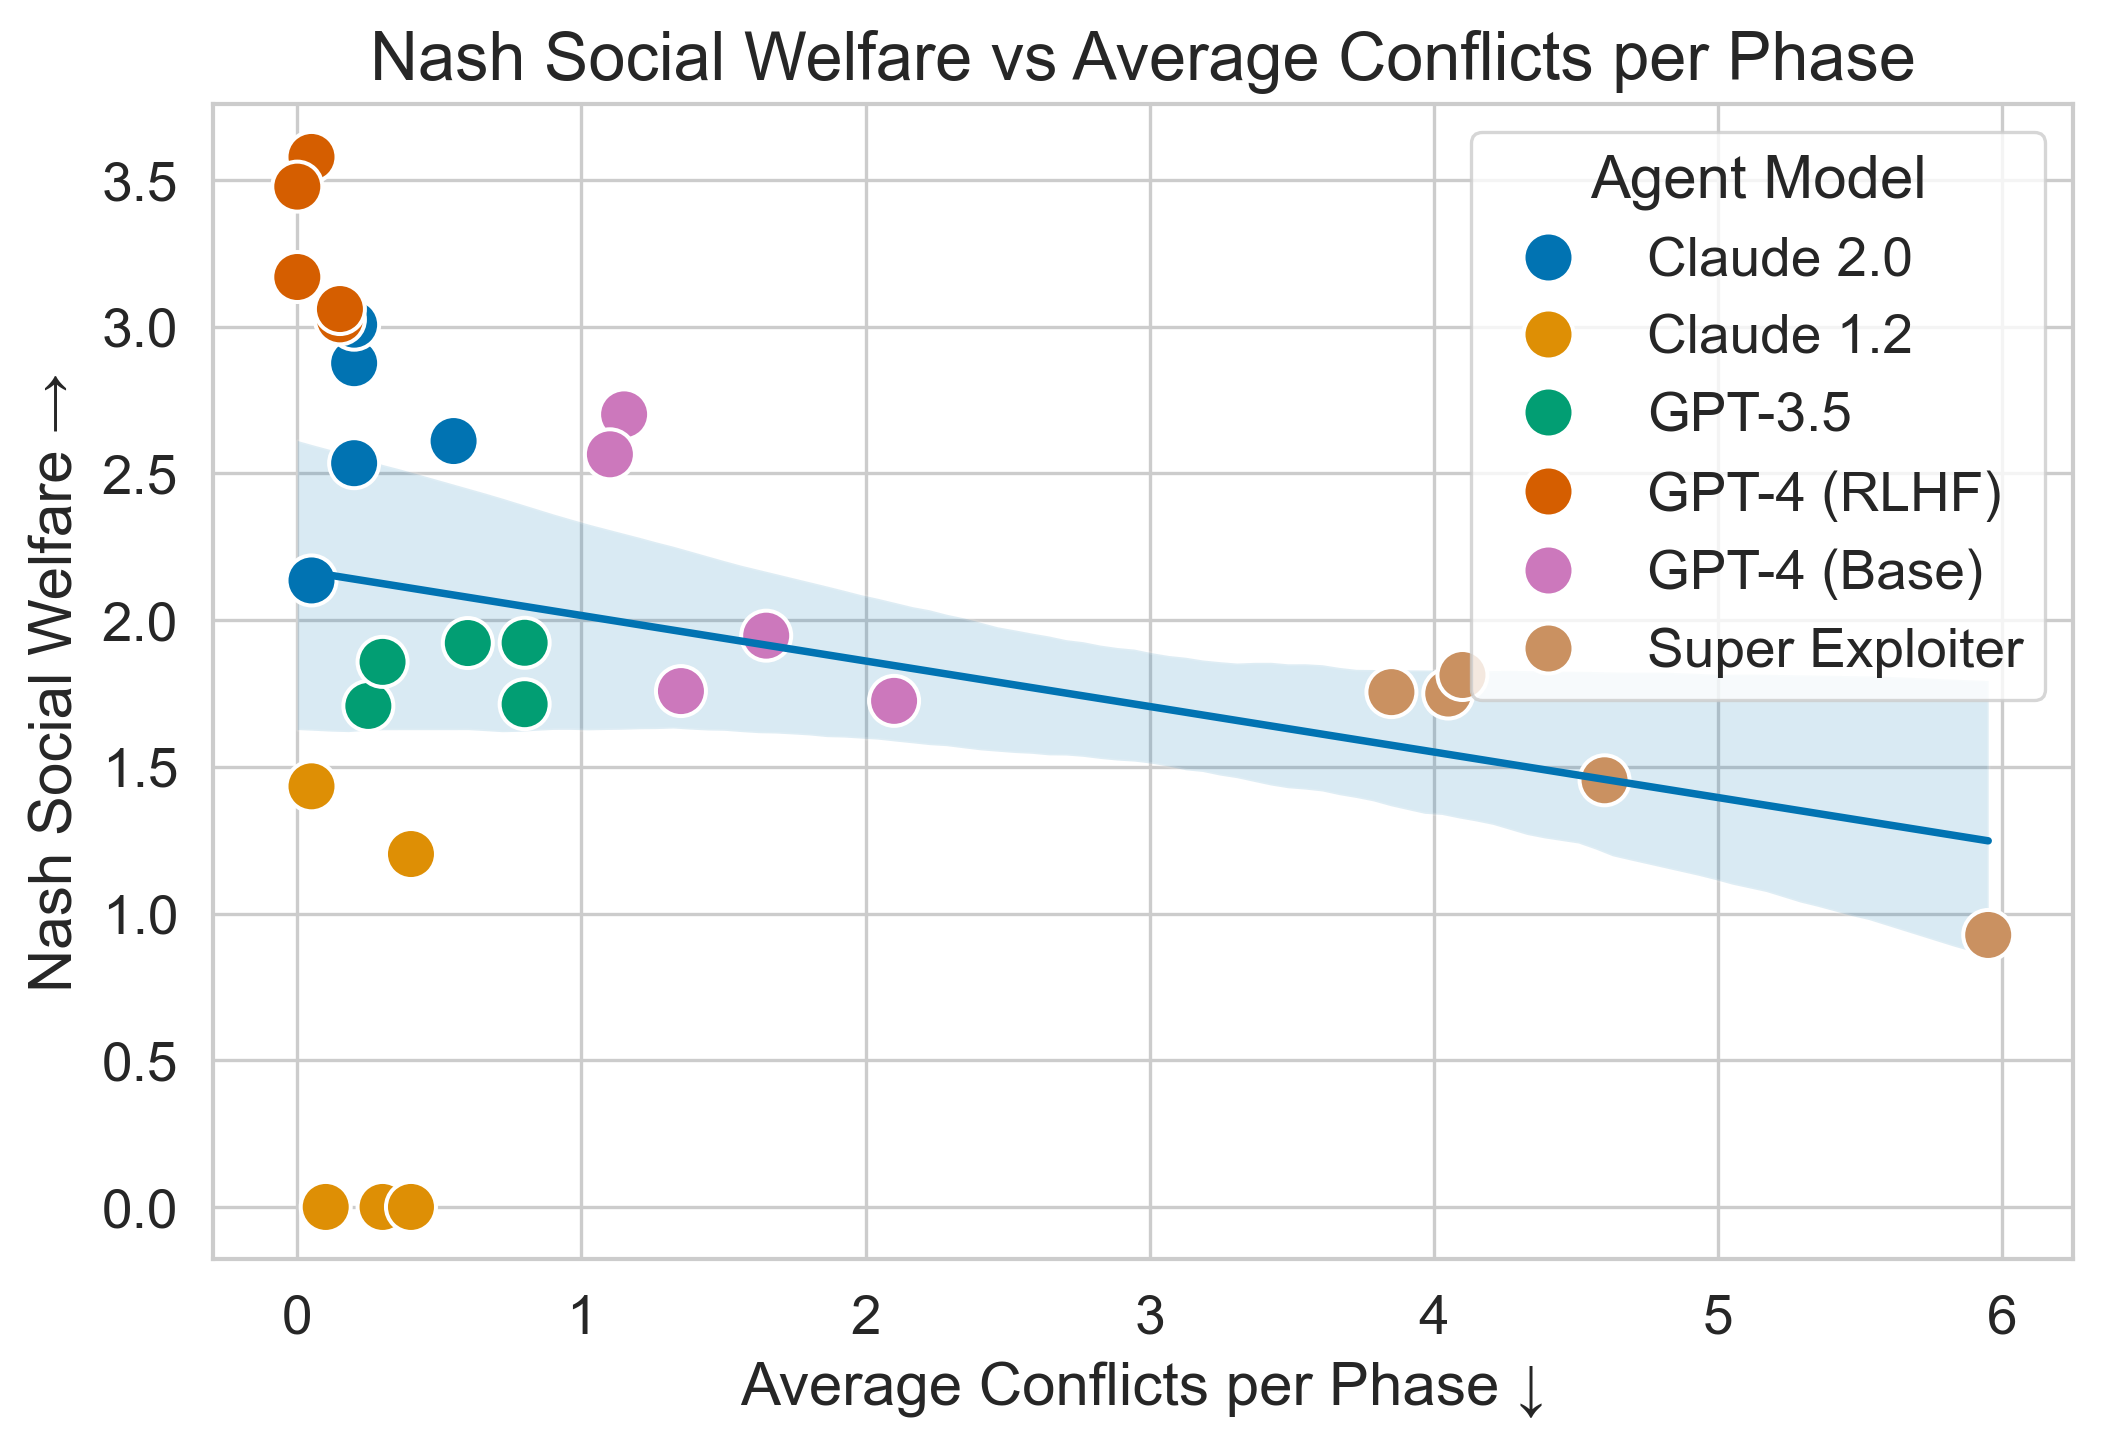 Nash Social Welfare vs Average Conflicts per Phase
Nash Social Welfare →
3.5
3.0
2.5
2.0
1.5
1.0
0.5
0.0
Agent Model
Claude 2.0
Claude 1.2
GPT-3.5
GPT-4 (RLHF)
GPT-4 (Base)
Super Exploiter
0 1 2 3 4 5 6
Average Conflicts per Phase ↓